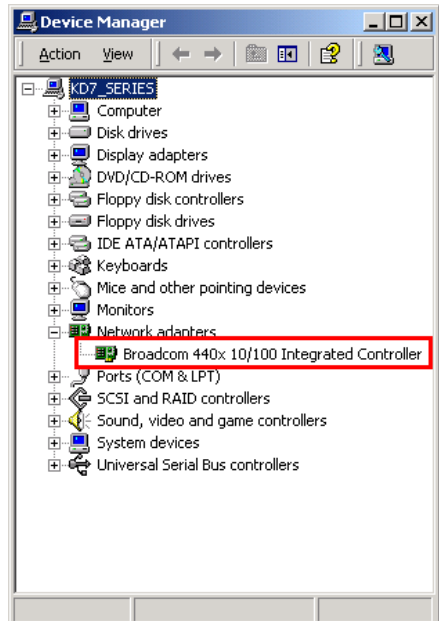 Device Manager
Action View
KD7_SERIES
Computer
Disk drives
Display adapters
DVD/CD-ROM drives
Floppy disk controllers
Floppy disk drives
IDE ATA/ATAPI controllers
Keyboards
Mice and other pointing devices
Monitors
Network adapters
Broadcom 440x 10/100 Integrated Controller
Ports (COM & LPT)
SCSI and RAID controllers
Sound, video and game controllers
System devices
Universal Serial Bus controllers